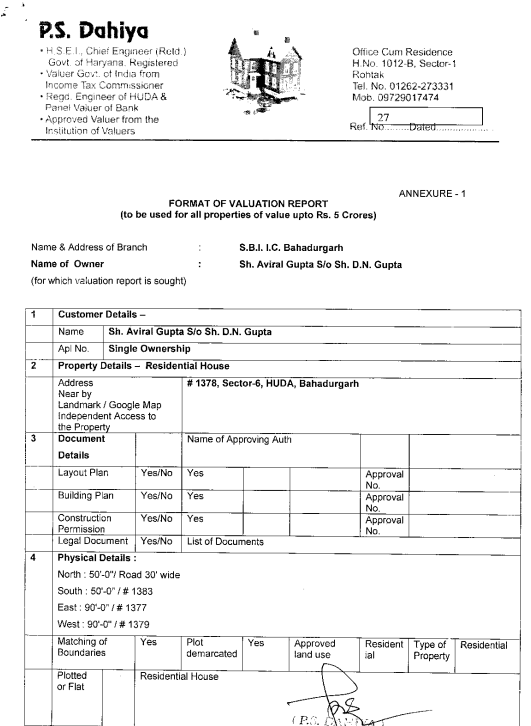 P.S. Dahiya
• H.S.E.I., Chief Engineer (Retd.)
Govt. of Haryana, Registered
• Valuer Govt. of India from
Income Tax Commissioner
• Regd. Engineer of HUDA &
Panel Valuer of Bank
• Approved Valuer from the
Institution of Valuers
Office Cum Residence
H.No. 1012-B, Sector-1
Rohtak
Tel. No. 01262-273331
Mob. 09729017474
27
Ref. No.........Dated.....................
ANNEXURE - 1
FORMAT OF VALUATION REPORT
(to be used for all properties of value upto Rs. 5 Crores)
Name & Address of Branch : S.B.I. I.C. Bahadurgarh
Name of Owner : Sh. Aviral Gupta S/o Sh. D.N. Gupta
(for which valuation report is sought)
1 Customer Details –
Name Sh. Aviral Gupta S/o Sh. D.N. Gupta
Apl No. Single Ownership
2 Property Details – Residential House
Address # 1378, Sector-6, HUDA, Bahadurgarh
Near by
Landmark / Google Map
Independent Access to
the Property
3 Document Name of Approving Auth
Details
Layout Plan Yes/No Yes Approval
No.
Building Plan Yes/No Yes Approval
No.
Construction Yes/No Yes Approval
Permission No.
Legal Document Yes/No List of Documents
4 Physical Details :
North : 50'-0"/ Road 30' wide
South : 50'-0" / # 1383
East : 90'-0" / # 1377
West : 90'-0" / # 1379
Matching of Yes Plot Yes Approved Resident Type of Residential
Boundaries demarcated land use ial Property
Plotted Residential House
or Flat
(P.S. DAHIYA)